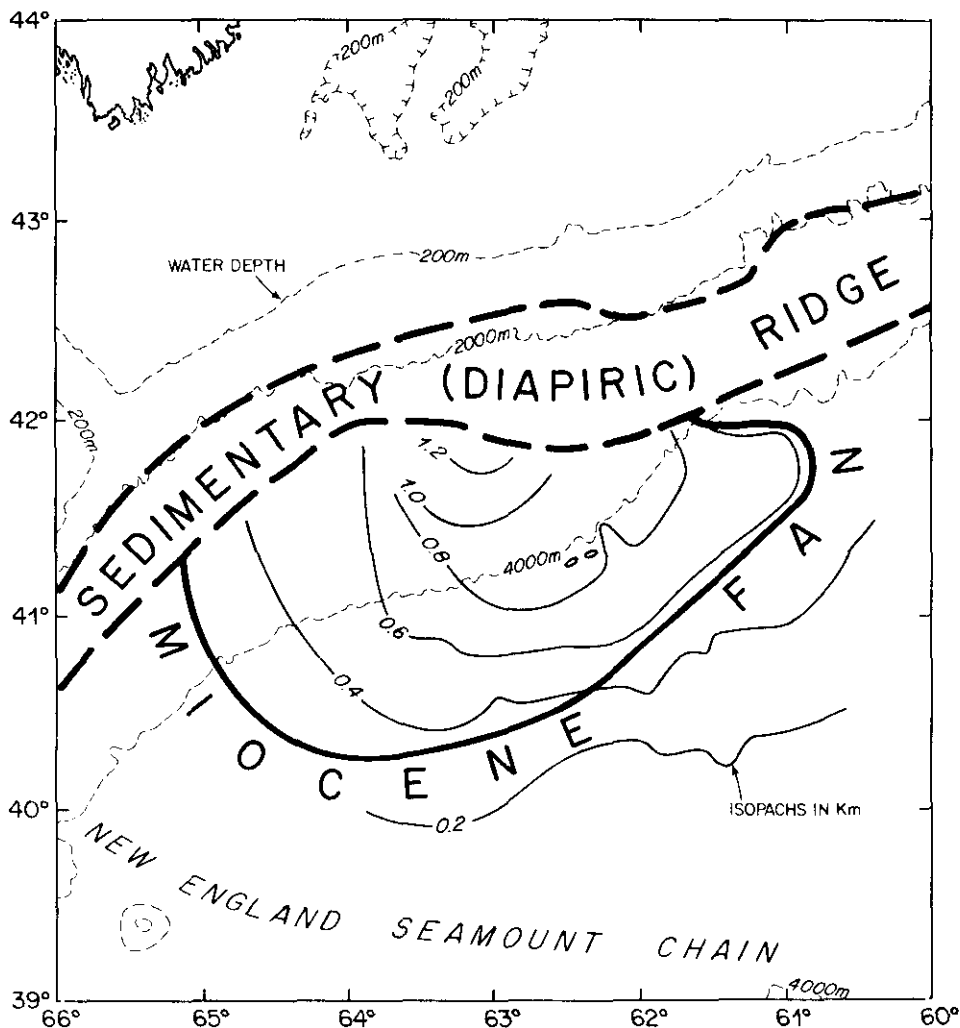 44°
200m
200m
43°
200m
WATER DEPTH
2000m
SEDIMENTARY (DIAPIRIC) RIDGE
200m
42°
1.2
1.0
0.8
4000m
41°
0.6
0.4
MIOCENE FAN
40°
0.2
ISOPACHS IN Km
NEW ENGLAND SEAMOUNT CHAIN
39°
4000m
66° 65° 64° 63° 62° 61° 60°